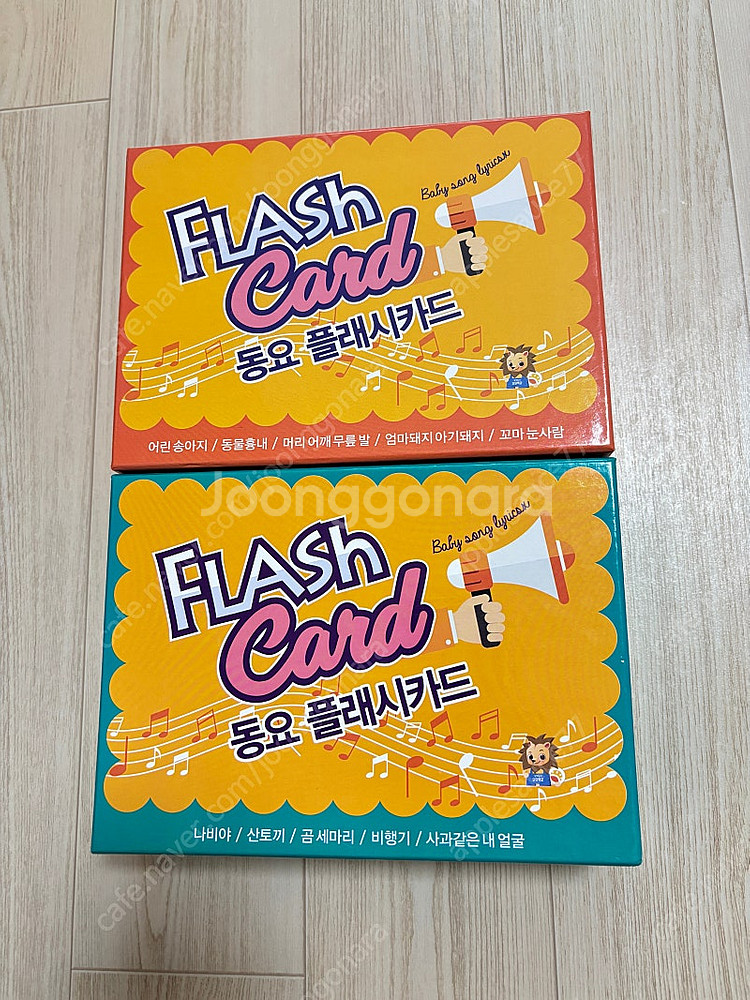 Baby song lyrics
FLASh
Card
동요 플래시카드
어린 송아지 / 동물흉내 / 머리 어깨 무릎 발 / 엄마돼지 아기돼지 / 꼬마 눈사람
Joonggonara
Baby song lyrics
FLASh
Card
동요 플래시카드
나비야 / 산토끼 / 곰 세마리 / 비행기 / 사과같은 내 얼굴